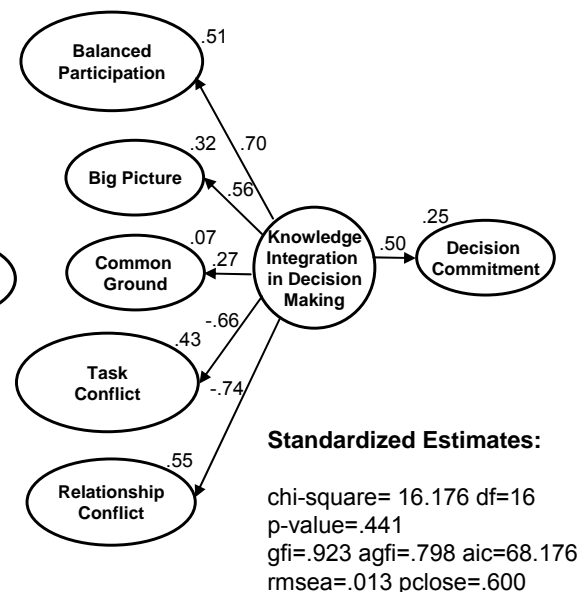 .51
Balanced
Participation
.70
.32
Big Picture
.56
.07
Common
Ground
.27
Knowledge
Integration
in Decision
Making
.50
.25
Decision
Commitment
-.66
.43
Task
Conflict
-.74
.55
Relationship
Conflict
Standardized Estimates:
chi-square= 16.176 df=16
p-value=.441
gfi=.923 agfi=.798 aic=68.176
rmsea=.013 pclose=.600